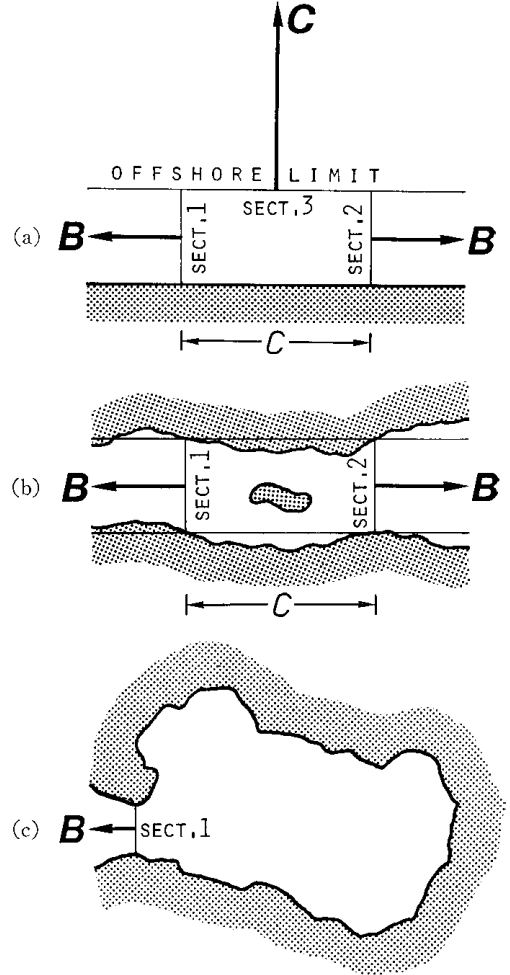 C
OFFSHORE LIMIT
(a) B SECT.1 SECT.3 SECT.2 B
C
(b) B SECT.1 SECT.2 B
C
(c) B SECT.1